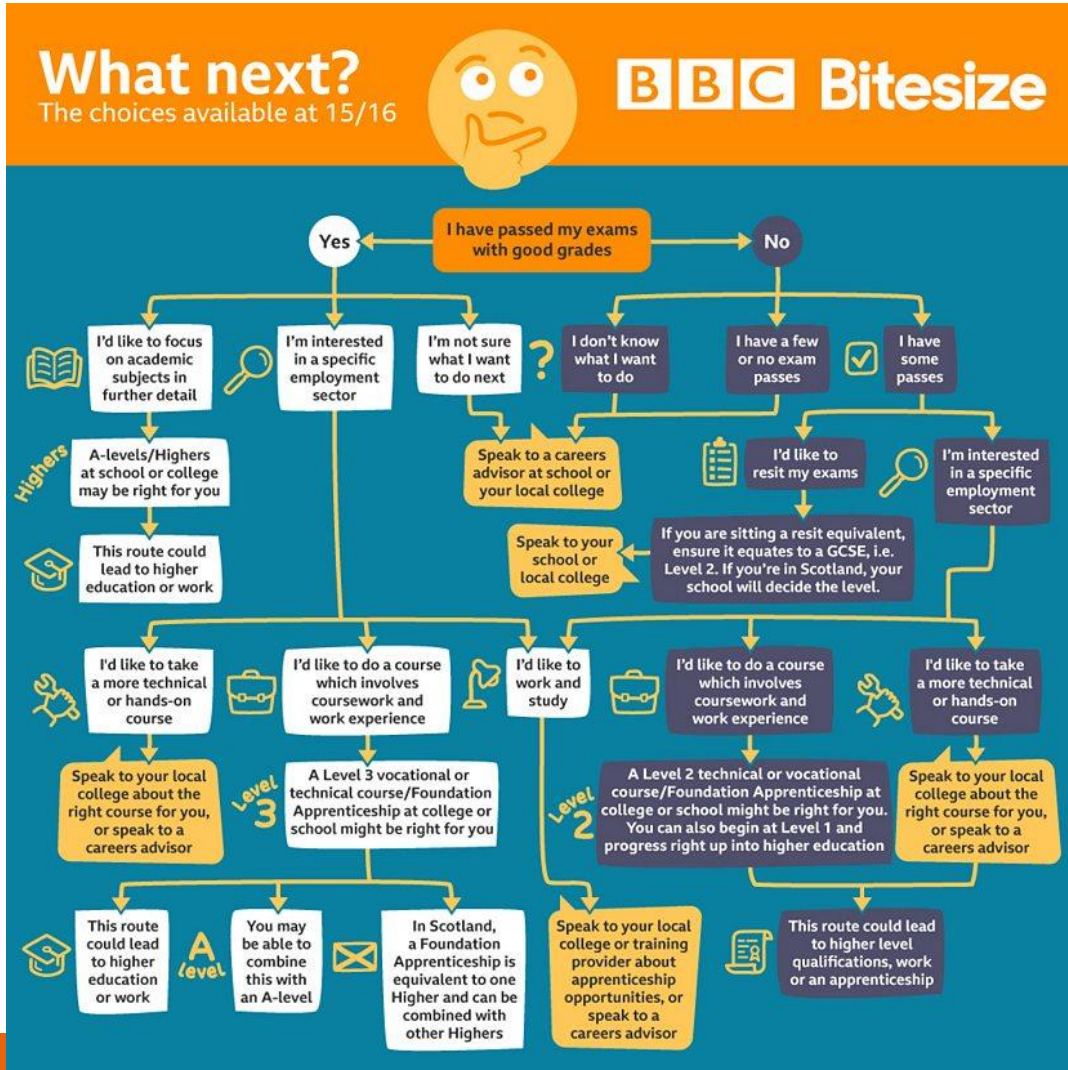 What next?
The choices available at 15/16
BBC Bitesize
I have passed my exams
with good grades
Yes
No
I'd like to focus
on academic
subjects in
further detail
I'm interested
in a specific
employment
sector
I'm not sure
what I want
to do next
?
I don't know
what I want
to do
I have a few
or no exam
passes
I have
some
passes
Highers
A-levels/Highers
at school or college
may be right for you
Speak to a careers
advisor at school or
your local college
I'd like to
resit my exams
I'm interested
in a specific
employment
sector
This route could
lead to higher
education or work
Speak to your
school or
local college
If you are sitting a resit equivalent,
ensure it equates to a GCSE, i.e.
Level 2. If you're in Scotland, your
school will decide the level.
I'd like to take
a more technical
or hands-on
course
I'd like to do a course
which involves
coursework and
work experience
I'd like to
work and
study
I'd like to do a course
which involves
coursework and
work experience
I'd like to take
a more technical
or hands-on
course
Speak to your local
college about the
right course for you,
or speak to a
careers advisor
Level
3
A Level 3 vocational or
technical course/Foundation
Apprenticeship at college or
school might be right for you
Level
2
A Level 2 technical or vocational
course/Foundation Apprenticeship at
college or school might be right for you.
You can also begin at Level 1 and
progress right up into higher education
Speak to your local
college about the
right course for you,
or speak to a
careers advisor
This route
could lead
to higher
education
or work
A
level
You may
be able to
combine
this with
an A-level
In Scotland,
a Foundation
Apprenticeship is
equivalent to one
Higher and can be
combined with
other Highers
Speak to your local
college or training
provider about
apprenticeship
opportunities, or
speak to a
careers advisor
This route could lead
to higher level
qualifications, work
or an apprenticeship